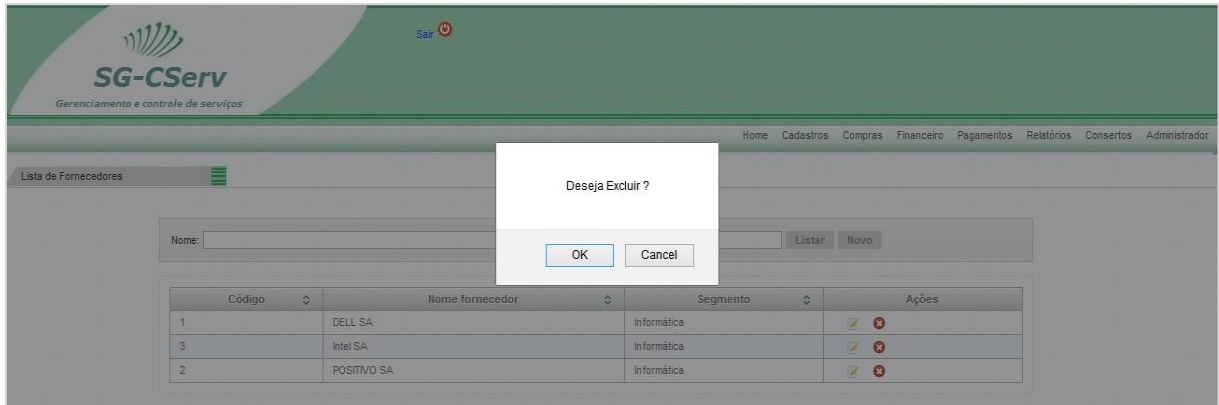 Sair
SG-CServ
Gerenciamento e controle de serviços
Home Cadastros Compras Financeiro Pagamentos Relatórios Consertos Administrador
Lista de Fornecedores
Deseja Excluir ?
Nome: Listar Novo
OK Cancel
Código Nome fornecedor Segmento Ações
1 DELL SA Informática
3 Intel SA Informática
2 POSITIVO SA Informática